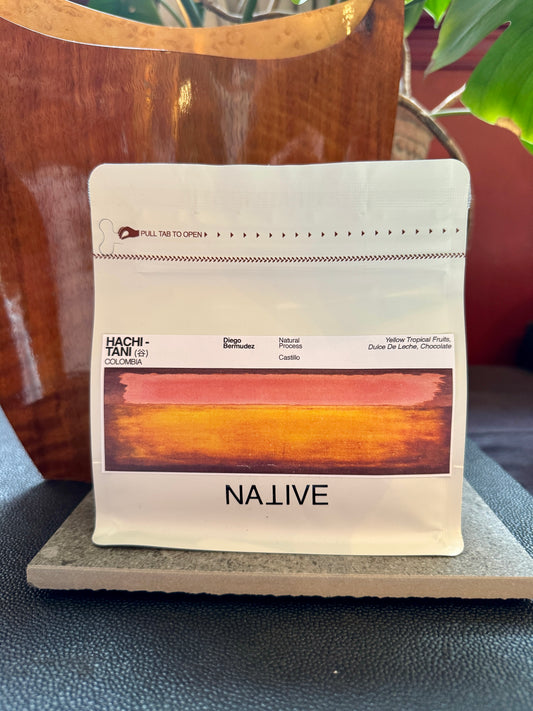 PULL TAB TO OPEN
HACHI-
TANI (谷)
COLOMBIA
Diego
Bermudez
Natural
Process
Castillo
Yellow Tropical Fruits,
Dulce De Leche, Chocolate
NATIVE